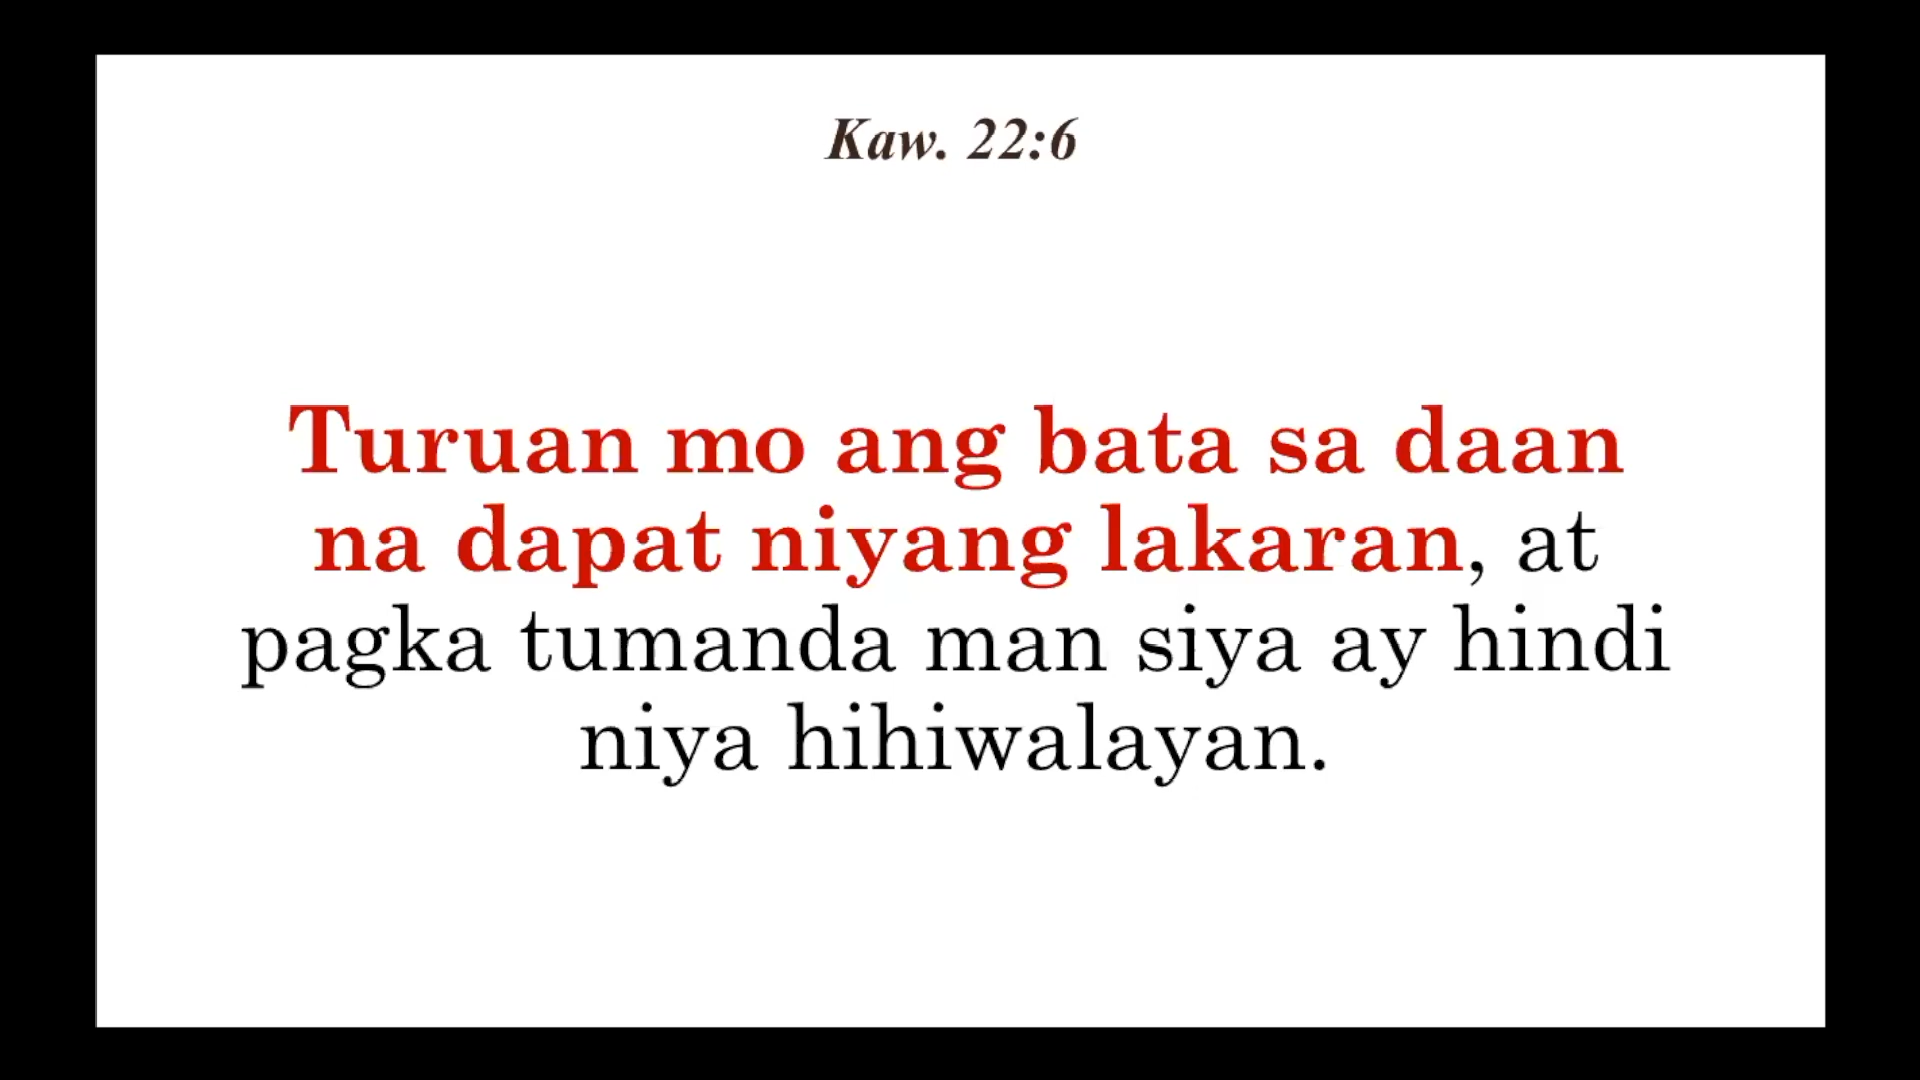 Kaw. 22:6
Turuan mo ang bata sa daan
na dapat niyang lakaran, at
pagka tumanda man siya ay hindi
niya hihiwalayan.